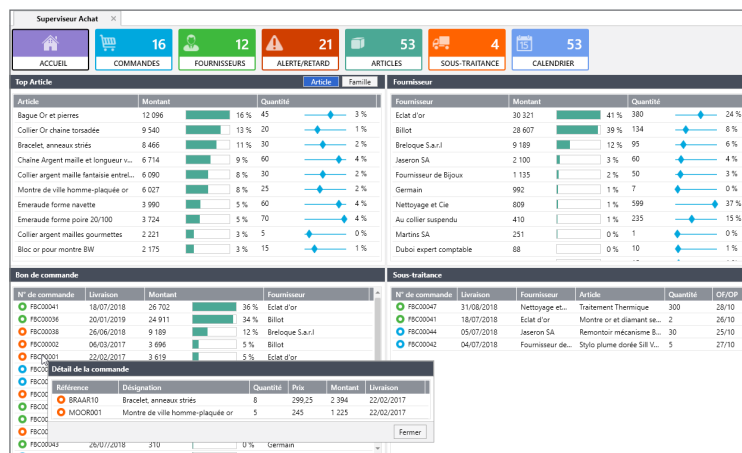 Superviseur Achat ×
16 12 21 53 4 15 53
ACCUEIL COMMANDES FOURNISSEURS ALERTE/RETARD ARTICLES SOUS-TRAITANCE CALENDRIER
Top Article Article Famille
Article Montant Quantité
Bague Or et pierres 12 096 16 % 45 3 %
Collier Or chaine torsadée 9 540 13 % 20 1 %
Bracelet, anneaux striés 8 466 11 % 30 2 %
Chaîne Argent maille et longueur v... 6 714 9 % 60 4 %
Collier argent maille fantaisie entrel... 6 090 8 % 30 2 %
Montre de ville homme-plaquée or 6 027 8 % 25 2 %
Emeraude forme navette 3 990 5 % 60 4 %
Emeraude forme poire 20/100 3 724 5 % 70 4 %
Collier argent mailles gourmettes 2 221 3 % 5 0 %
Bloc or pour montre BW 2 175 3 % 15 1 %
Fournisseur
Fournisseur Montant Quantité
Eclat d'or 30 321 41 % 380 24 %
Billot 28 607 39 % 134 8 %
Breloque S.a.r.l 9 189 12 % 95 6 %
Jaseron SA 2 100 3 % 60 4 %
Fournisseur de Bijoux 1 135 2 % 50 3 %
Germain 992 1 % 7 0 %
Nettoyage et Cie 809 1 % 599 37 %
Au collier suspendu 410 1 % 235 15 %
Martins SA 251 0 % 1 0 %
Duboi expert comptable 88 0 % 10 1 %
Bon de commande
N° de commande Livraison Montant Fournisseur
FBC00041 18/07/2018 26 702 36 % Eclat d'or
FBC00036 20/01/2019 24 911 34 % Billot
FBC00038 26/06/2018 9 189 12 % Breloque S.a.r.l
FBC00002 06/03/2017 3 696 5 % Billot
FBC00001 22/02/2017 3 619 5 % Eclat d'or
FBC0
FBC0
FBC0
FBC00
FBC00
FBC0
FBC00043 26/07/2018 310 0 % Germain
Sous-traitance
N° de commande Livraison Fournisseur Article Quantité OF/OP
FBC00047 31/08/2018 Nettoyage et... Traitement Thermique 300 28/10
FBC00041 18/07/2018 Eclat d'or Montre or et diamant se... 2 26/10
FBC00044 05/07/2018 Jaseron SA Remontoir mécanisme B... 30 25/10
FBC00042 04/07/2018 Fournisseur de... Stylo plume dorée Sill V... 5 27/10
Détail de la commande
Référence Désignation Quantité Prix Montant Livraison
BRAAR10 Bracelet, anneaux striés 8 299,25 2 394 22/02/2017
MOOR001 Montre de ville homme-plaquée or 5 245 1 225 22/02/2017
Fermer